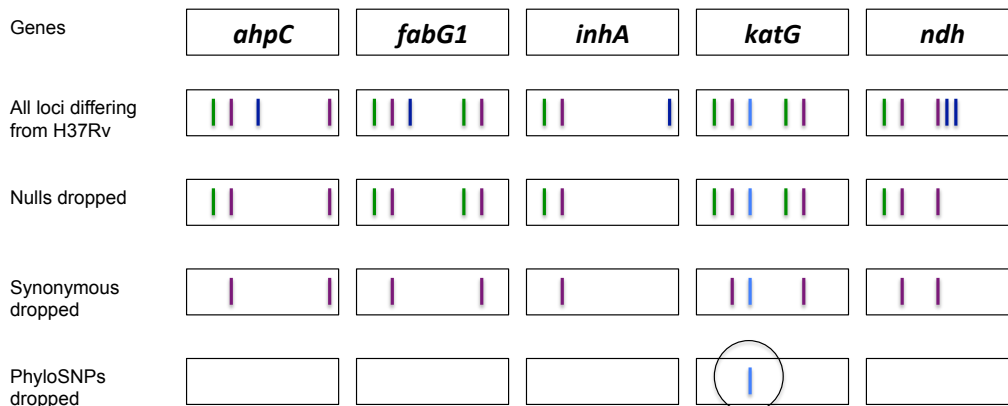 Genes
ahpC
fabG1
inhA
katG
ndh
All loci differing
from H37Rv
Nulls dropped
Synonymous
dropped
PhyloSNPs
dropped